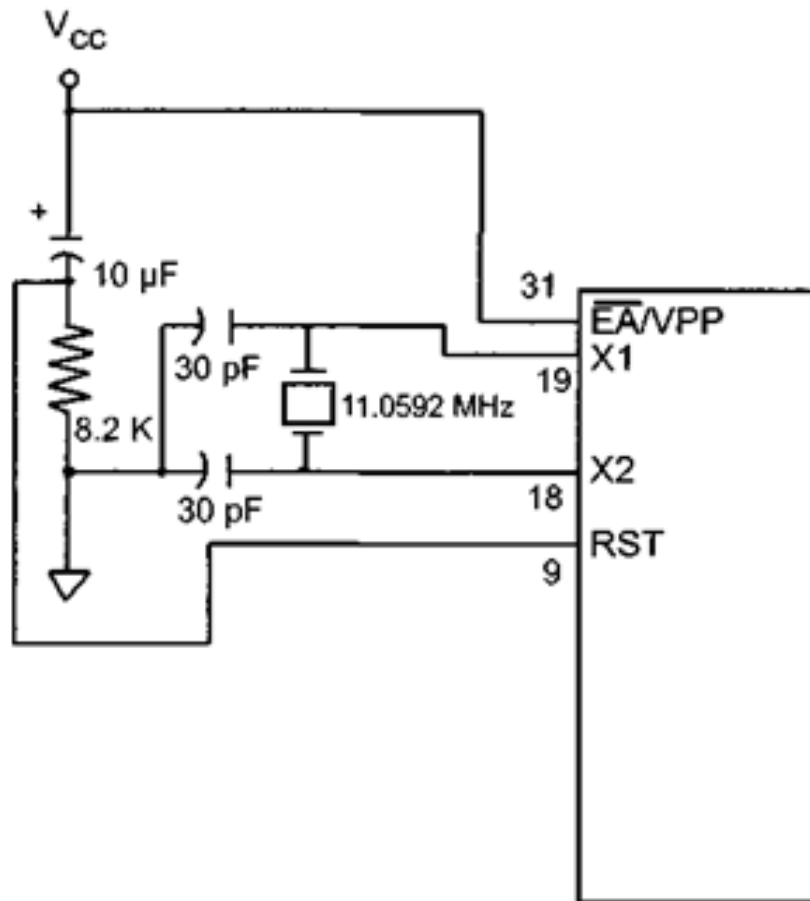 VCC
+
10 µF
31
EA/VPP
30 pF
X1
19
11.0592 MHz
8.2 K
X2
30 pF
18
RST
9